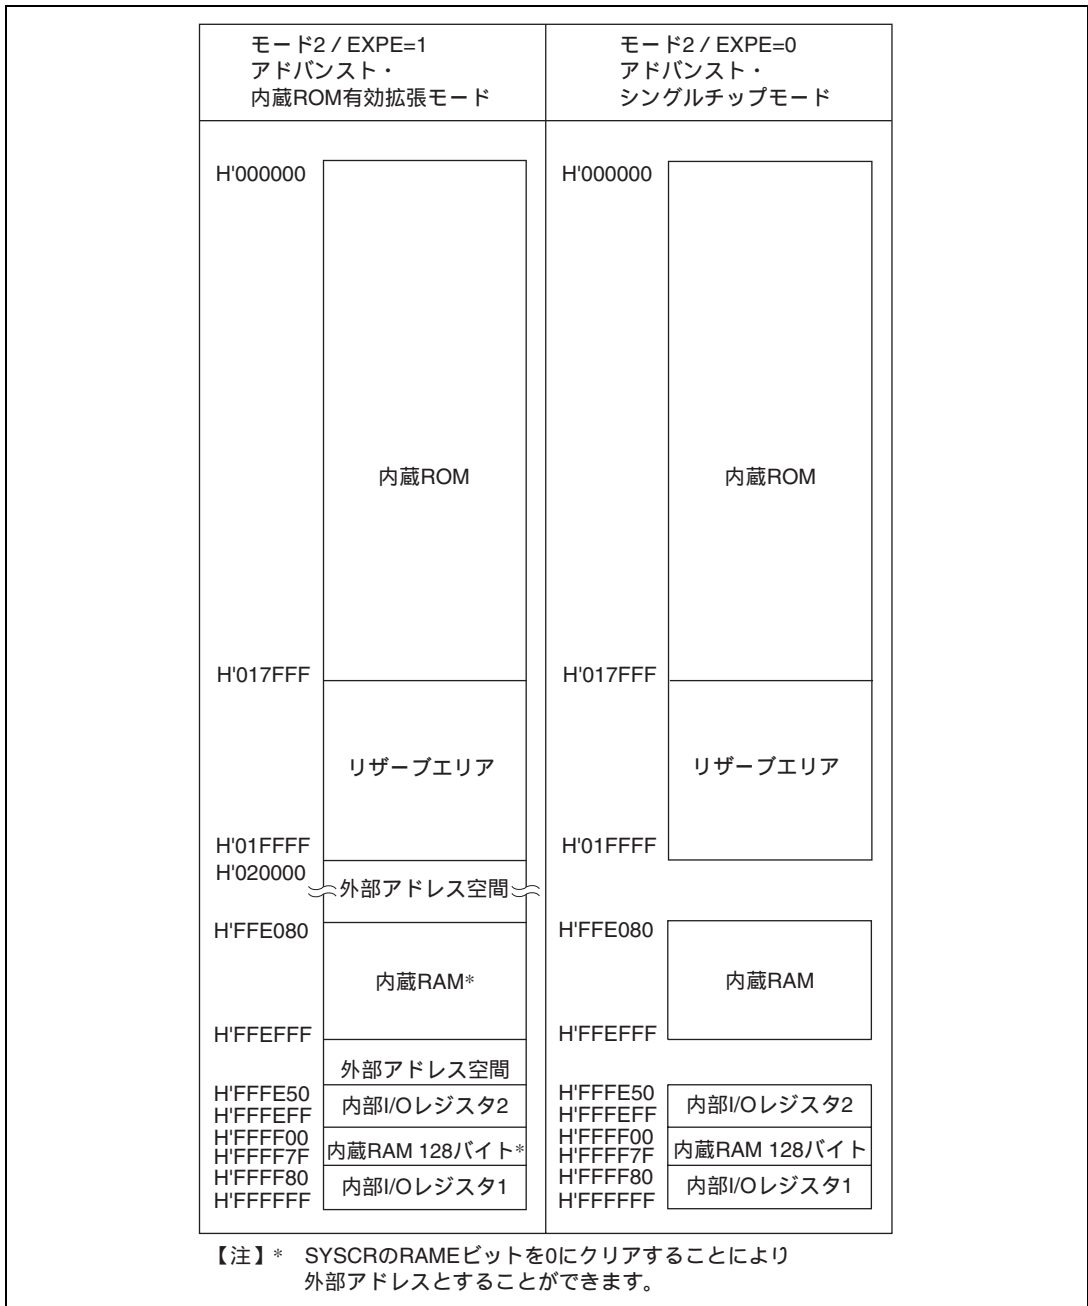 モード2 / EXPE=1
アドバンスト・
内蔵ROM有効拡張モード
モード2 / EXPE=0
アドバンスト・
シングルチップモード
H'000000
内蔵ROM
H'017FFF
リザーブエリア
H'01FFFF
H'020000
外部アドレス空間
H'FFE080
内蔵RAM*
H'FFEFFF
外部アドレス空間
H'FFFE50
内部I/Oレジスタ2
H'FFFEFF
H'FFFF00
内蔵RAM 128バイト*
H'FFFF7F
H'FFFF80
内部I/Oレジスタ1
H'FFFFFF
H'000000
内蔵ROM
H'017FFF
リザーブエリア
H'01FFFF
H'FFE080
内蔵RAM
H'FFEFFF
H'FFFE50
内部I/Oレジスタ2
H'FFFEFF
H'FFFF00
内蔵RAM 128バイト
H'FFFF7F
H'FFFF80
内部I/Oレジスタ1
H'FFFFFF
【注】* SYSCRのRAMEビットを0にクリアすることにより
外部アドレスとすることができます。